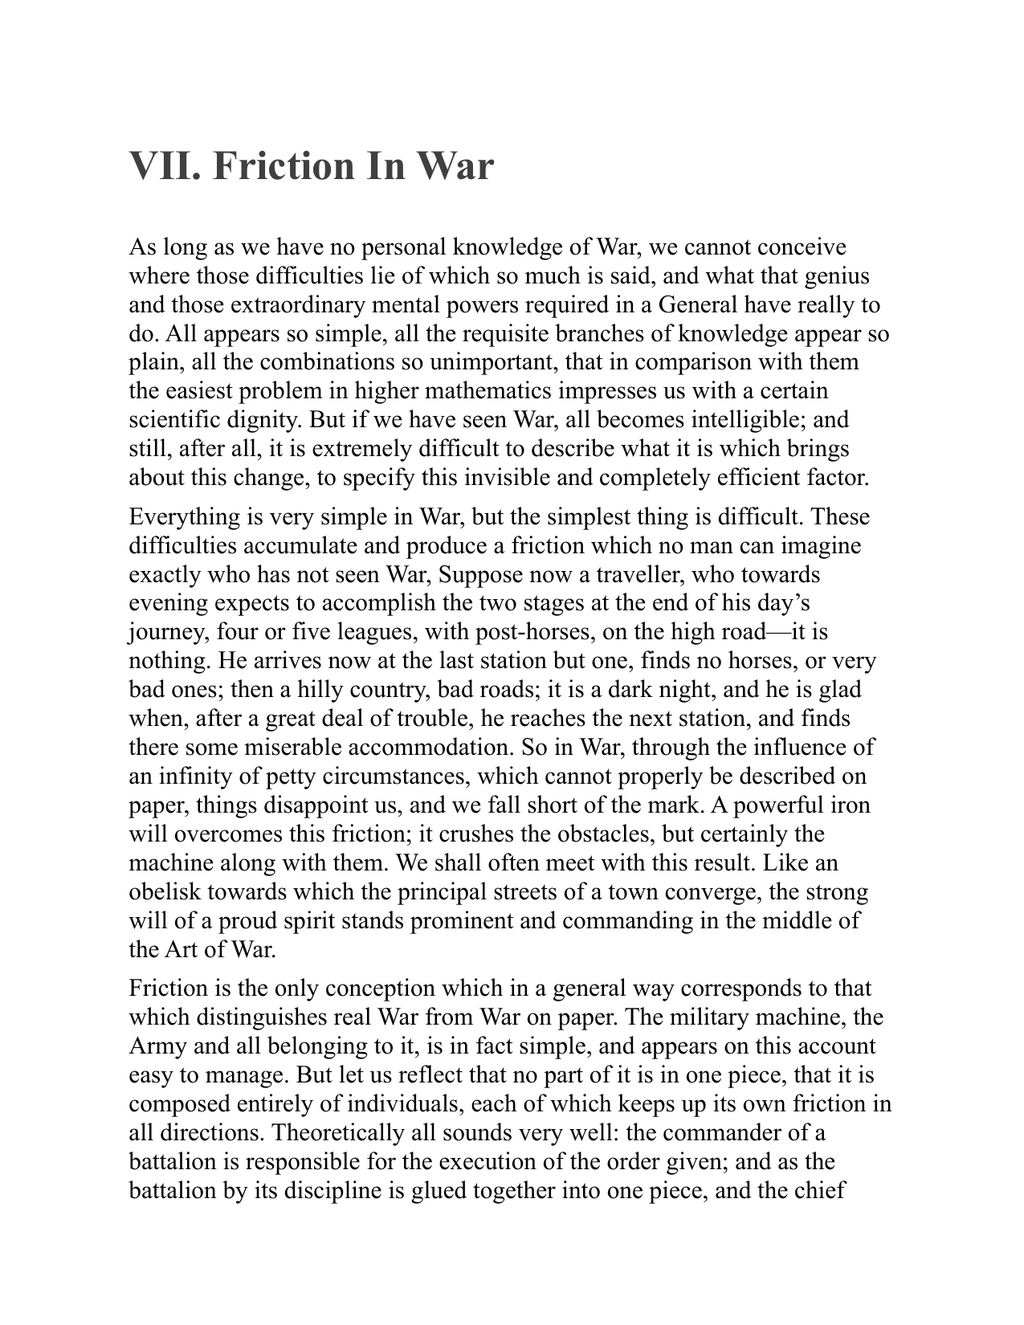 VII. Friction In War
As long as we have no personal knowledge of War, we cannot conceive
where those difficulties lie of which so much is said, and what that genius
and those extraordinary mental powers required in a General have really to
do. All appears so simple, all the requisite branches of knowledge appear so
plain, all the combinations so unimportant, that in comparison with them
the easiest problem in higher mathematics impresses us with a certain
scientific dignity. But if we have seen War, all becomes intelligible; and
still, after all, it is extremely difficult to describe what it is which brings
about this change, to specify this invisible and completely efficient factor.
Everything is very simple in War, but the simplest thing is difficult. These
difficulties accumulate and produce a friction which no man can imagine
exactly who has not seen War, Suppose now a traveller, who towards
evening expects to accomplish the two stages at the end of his day’s
journey, four or five leagues, with post-horses, on the high road—it is
nothing. He arrives now at the last station but one, finds no horses, or very
bad ones; then a hilly country, bad roads; it is a dark night, and he is glad
when, after a great deal of trouble, he reaches the next station, and finds
there some miserable accommodation. So in War, through the influence of
an infinity of petty circumstances, which cannot properly be described on
paper, things disappoint us, and we fall short of the mark. A powerful iron
will overcomes this friction; it crushes the obstacles, but certainly the
machine along with them. We shall often meet with this result. Like an
obelisk towards which the principal streets of a town converge, the strong
will of a proud spirit stands prominent and commanding in the middle of
the Art of War.
Friction is the only conception which in a general way corresponds to that
which distinguishes real War from War on paper. The military machine, the
Army and all belonging to it, is in fact simple, and appears on this account
easy to manage. But let us reflect that no part of it is in one piece, that it is
composed entirely of individuals, each of which keeps up its own friction in
all directions. Theoretically all sounds very well: the commander of a
battalion is responsible for the execution of the order given; and as the
battalion by its discipline is glued together into one piece, and the chief